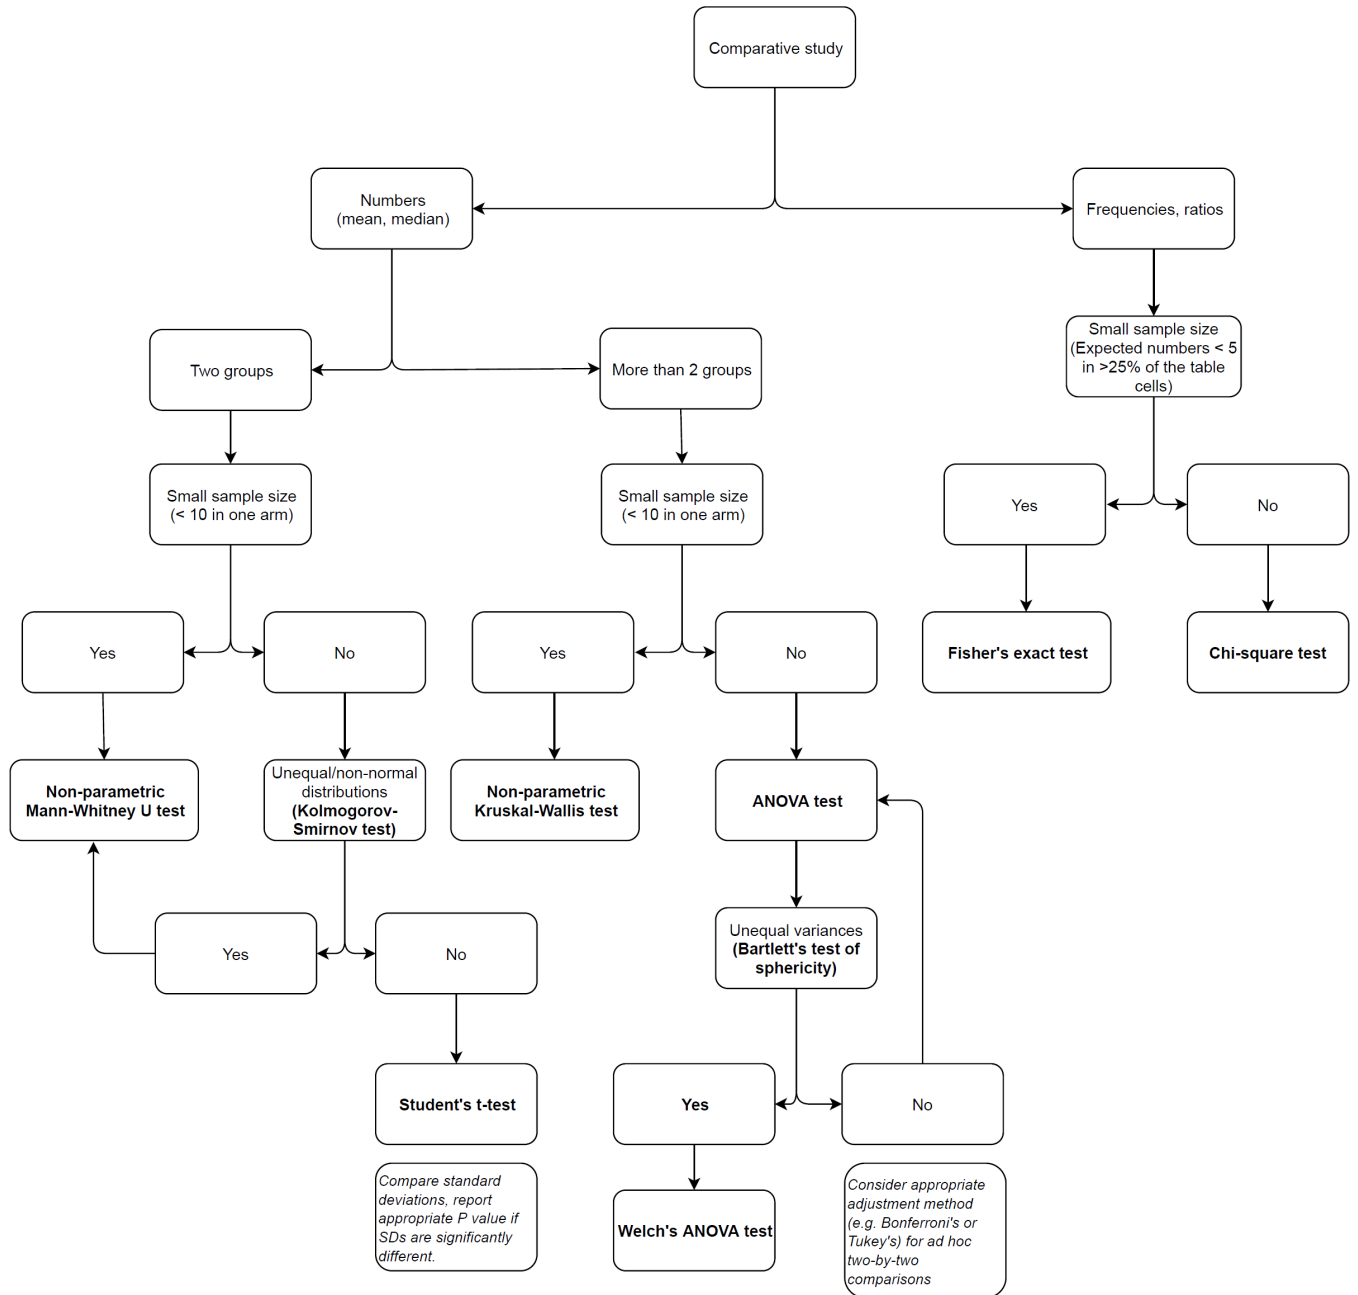 Comparative study
Numbers
(mean, median)
Frequencies, ratios
Two groups
More than 2 groups
Small sample size
(Expected numbers < 5
in >25% of the table
cells)
Small sample size
(< 10 in one arm)
Small sample size
(< 10 in one arm)
Yes
No
Yes
No
Yes
No
Fisher's exact test
Chi-square test
Non-parametric
Mann-Whitney U test
Unequal/non-normal
distributions
(Kolmogorov-
Smirnov test)
Non-parametric
Kruskal-Wallis test
ANOVA test
Yes
No
Unequal variances
(Bartlett's test of
sphericity)
Student's t-test
Yes
No
Compare standard
deviations, report
appropriate P value if
SDs are significantly
different.
Welch's ANOVA test
Consider appropriate
adjustment method
(e.g. Bonferroni's or
Tukey's) for ad hoc
two-by-two
comparisons